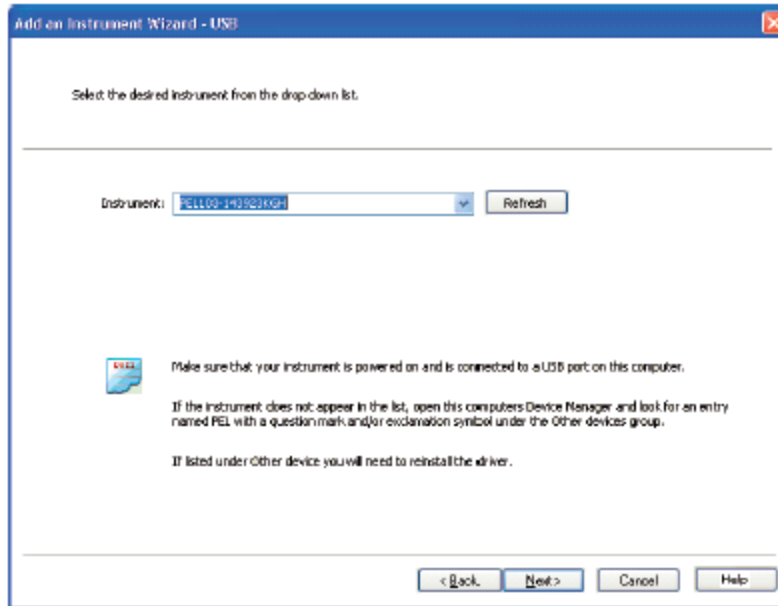 Add an Instrument Wizard - USB
Select the desired instrument from the drop down list.
Instrument: PEL103-143923KGH Refresh
Make sure that your instrument is powered on and is connected to a USB port on this computer.
If the instrument does not appear in the list, open this computers Device Manager and look for an entry
named PEL with a question mark and/or exclamation symbol under the Other devices group.
If listed under Other device you will need to reinstall the driver.
< Back Next > Cancel Help